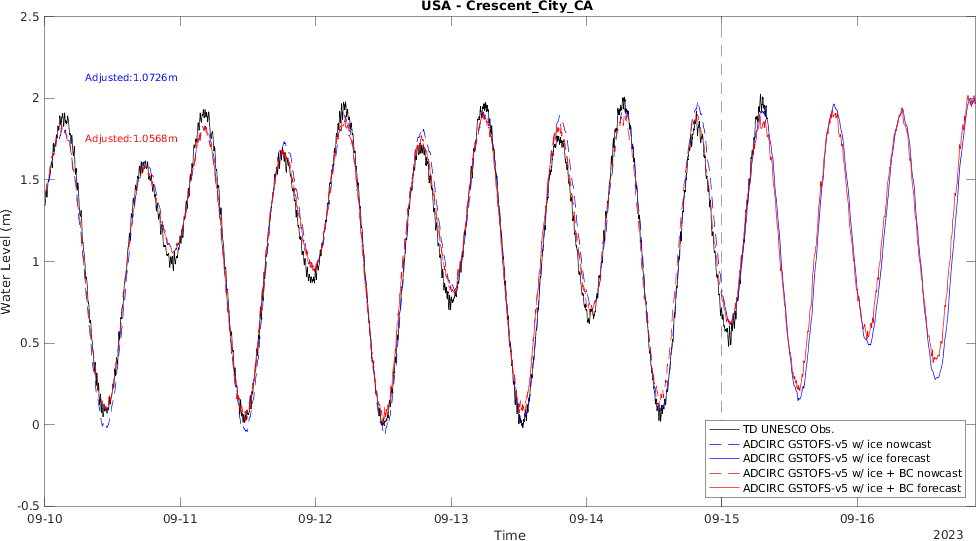 USA - Crescent_City_CA
2.5
2
1.5
1
0.5
0
-0.5
Water Level (m)
Adjusted:1.0726m
Adjusted:1.0568m
TD UNESCO Obs.
ADCIRC GSTOFS-v5 w/ ice nowcast
ADCIRC GSTOFS-v5 w/ ice forecast
ADCIRC GSTOFS-v5 w/ ice + BC nowcast
ADCIRC GSTOFS-v5 w/ ice + BC forecast
09-10 09-11 09-12 09-13 09-14 09-15 09-16
Time
2023